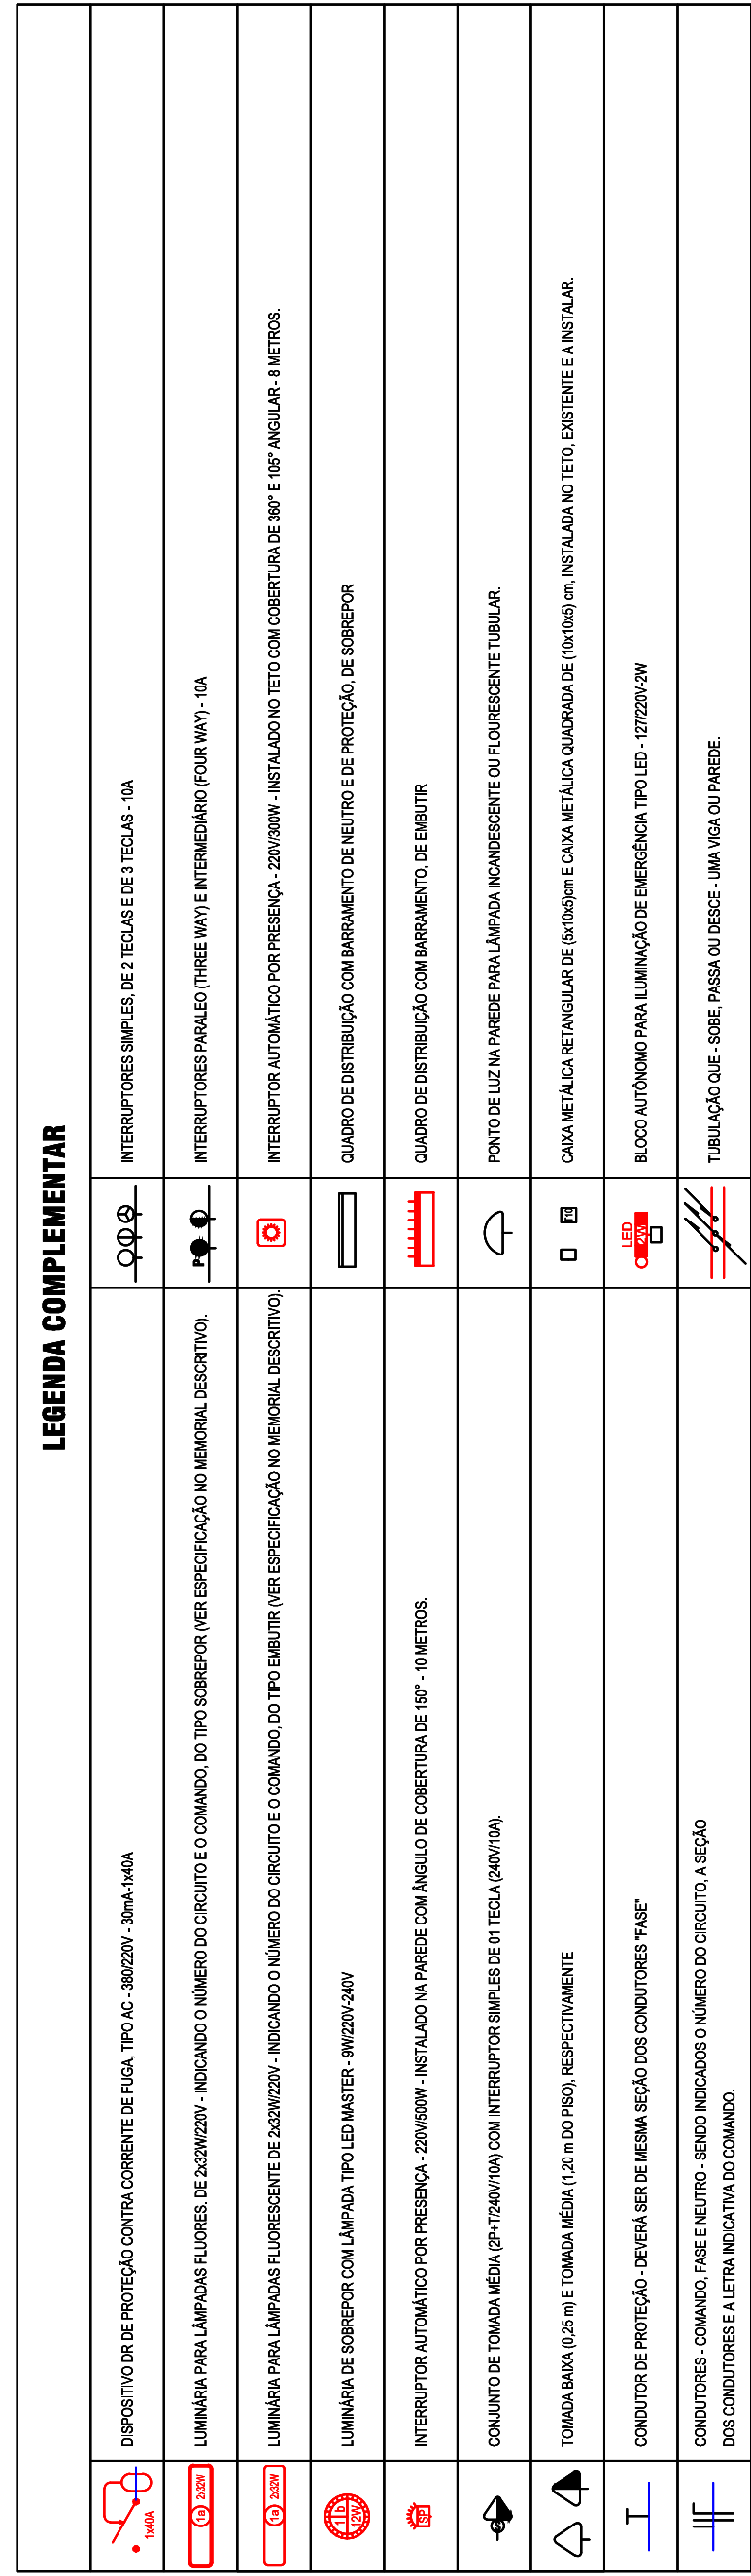 LEGENDA COMPLEMENTAR
1x40A
DISPOSITIVO DR DE PROTEÇÃO CONTRA CORRENTE DE FUGA, TIPO AC - 380/220V - 30mA-1x40A
INTERRUPTORES SIMPLES, DE 2 TECLAS E DE 3 TECLAS - 10A
1a 2x32W
LUMINÁRIA PARA LÂMPADAS FLUORES. DE 2x32W/220V - INDICANDO O NÚMERO DO CIRCUITO E O COMANDO, DO TIPO SOBREPOR (VER ESPECIFICAÇÃO NO MEMORIAL DESCRITIVO).
INTERRUPTORES PARALEO (THREE WAY) E INTERMEDIÁRIO (FOUR WAY) - 10A
1a 2x32W
LUMINÁRIA PARA LÂMPADAS FLUORESCENTE DE 2x32W/220V - INDICANDO O NÚMERO DO CIRCUITO E O COMANDO, DO TIPO EMBUTIR (VER ESPECIFICAÇÃO NO MEMORIAL DESCRITIVO).
INTERRUPTOR AUTOMÁTICO POR PRESENÇA - 220V/300W - INSTALADO NO TETO COM COBERTURA DE 360° E 105° ANGULAR - 8 METROS.
1 b
12W
LUMINÁRIA DE SOBREPOR COM LÂMPADA TIPO LED MASTER - 9W/220V-240V
QUADRO DE DISTRIBUIÇÃO COM BARRAMENTO DE NEUTRO E DE PROTEÇÃO, DE SOBREPOR
SP
INTERRUPTOR AUTOMÁTICO POR PRESENÇA - 220V/500W - INSTALADO NA PAREDE COM ÂNGULO DE COBERTURA DE 150° - 10 METROS.
QUADRO DE DISTRIBUIÇÃO COM BARRAMENTO, DE EMBUTIR
CONJUNTO DE TOMADA MÉDIA (2P+T/240V/10A) COM INTERRUPTOR SIMPLES DE 01 TECLA (240V/10A).
PONTO DE LUZ NA PAREDE PARA LÂMPADA INCANDESCENTE OU FLOURESCENTE TUBULAR.
TOMADA BAIXA (0,25 m) E TOMADA MÉDIA (1,20 m DO PISO), RESPECTIVAMENTE
T10
CAIXA METÁLICA RETANGULAR DE (5x10x5)cm E CAIXA METÁLICA QUADRADA DE (10x10x5) cm, INSTALADA NO TETO, EXISTENTE E A INSTALAR.
CONDUTOR DE PROTEÇÃO - DEVERÁ SER DE MESMA SEÇÃO DOS CONDUTORES "FASE"
LED
2W
BLOCO AUTÔNOMO PARA ILUMINAÇÃO DE EMERGÊNCIA TIPO LED - 127/220V-2W
CONDUTORES - COMANDO, FASE E NEUTRO - SENDO INDICADOS O NÚMERO DO CIRCUITO, A SEÇÃO
DOS CONDUTORES E A LETRA INDICATIVA DO COMANDO.
TUBULAÇÃO QUE - SOBE, PASSA OU DESCE - UMA VIGA OU PAREDE.